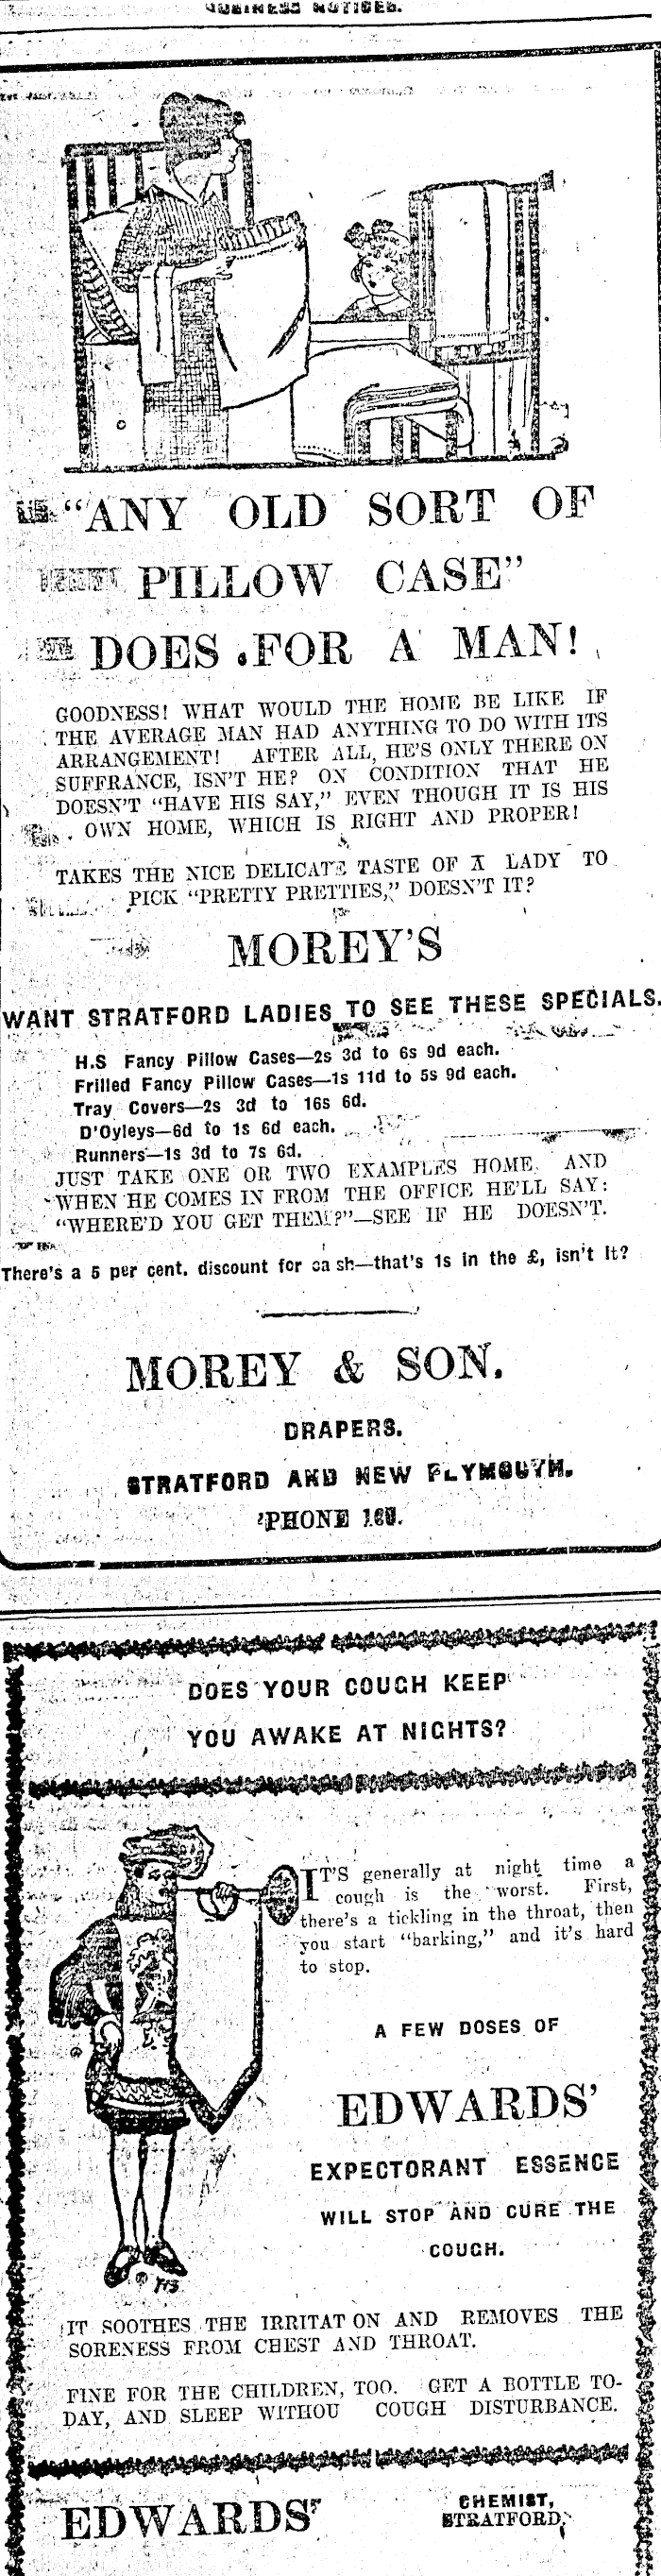 BUSINESS NOTICES.
“ANY OLD SORT OF
PILLOW CASE”
DOES FOR A MAN!
GOODNESS! WHAT WOULD THE HOME BE LIKE IF
THE AVERAGE MAN HAD ANYTHING TO DO WITH ITS
ARRANGEMENT! AFTER ALL, HE'S ONLY THERE ON
SUFFRANCE, ISN'T HE? ON CONDITION THAT HE
DOESN'T “HAVE HIS SAY,” EVEN THOUGH IT IS HIS
OWN HOME, WHICH IS RIGHT AND PROPER!
TAKES THE NICE DELICATE TASTE OF A LADY TO
PICK “PRETTY PRETTIES,” DOESN'T IT?
MOREY'S
WANT STRATFORD LADIES TO SEE THESE SPECIALS.
H.S Fancy Pillow Cases—2s 3d to 6s 9d each.
Frilled Fancy Pillow Cases—1s 11d to 5s 9d each.
Tray Covers—2s 3d to 16s 6d.
D'Oyleys—6d to 1s 6d each.
Runners—1s 3d to 7s 6d.
JUST TAKE ONE OR TWO EXAMPLES HOME, AND
WHEN HE COMES IN FROM THE OFFICE HE'LL SAY:
“WHERE'D YOU GET THEM?”—SEE IF HE DOESN'T.
There's a 5 per cent. discount for cash—that's 1s in the £, isn't it?
MOREY & SON.
DRAPERS.
STRATFORD AND NEW PLYMOUTH.
'PHONE
DOES YOUR COUGH KEEP
YOU AWAKE AT NIGHTS?
IT'S generally at night time a
cough is the worst. First,
there's a tickling in the throat, then
you start “barking,” and it's hard
to stop.
A FEW DOSES OF
EDWARDS'
EXPECTORANT ESSENCE
WILL STOP AND CURE THE
COUGH.
IT SOOTHES THE IRRITAT ON AND REMOVES THE
SORENESS FROM CHEST AND THROAT.
FINE FOR THE CHILDREN, TOO. GET A BOTTLE TO-
DAY, AND SLEEP WITHOU COUGH DISTURBANCE.
EDWARDS'
CHEMIST,
STRATFORD.